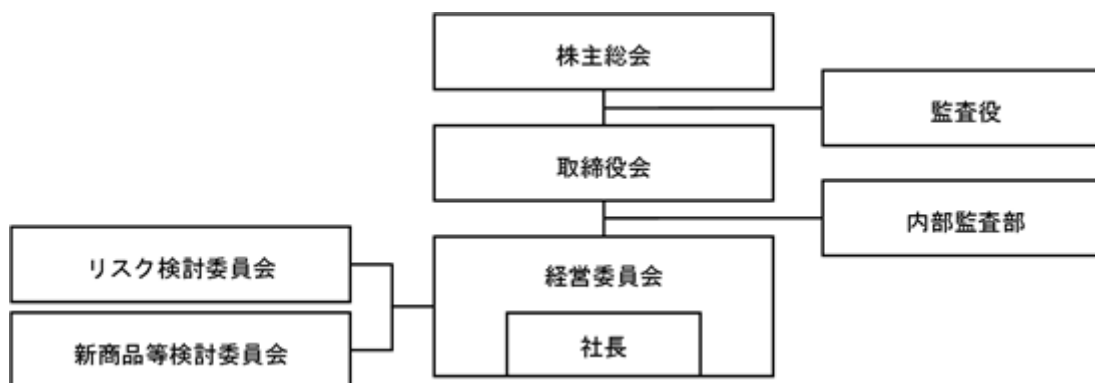 株主総会
監査役
取締役会
内部監査部
リスク検討委員会
経営委員会
新商品等検討委員会
社長